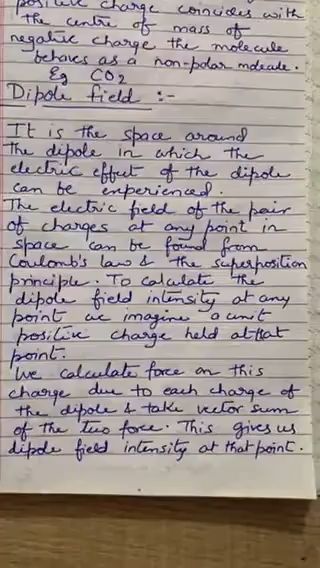 positive charge coincides with
the centre of mass of
negative charge the molecule
behaves as a non-polar molecule.
Eg CO2
Dipole field :-
It is the space around
the dipole in which the
electric effect of the dipole
can be experienced.
The electric field of the pair
of charges at any point in
space can be found from
Coulomb's law & the superposition
principle. To calculate the
dipole field intensity at any
point we imagine a unit
positive charge held at that
point.
We calculate force on this
charge due to each charge of
the dipole & take vector sum
of the two force. This gives us
dipole field intensity at that point.